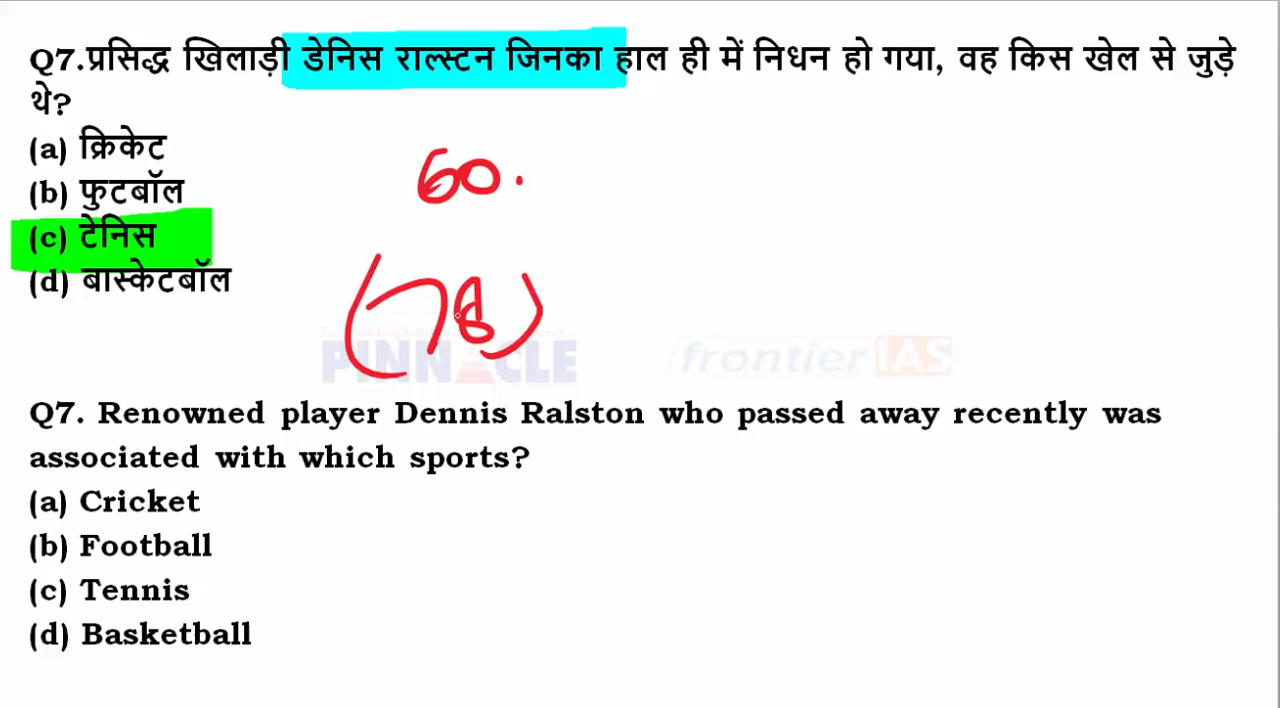 Q7.प्रसिद्ध खिलाड़ी डेनिस राल्स्टन जिनका हाल ही में निधन हो गया, वह किस खेल से जुड़े
थे?
(a) क्रिकेट
60.
(b) फुटबॉल
(c) टेनिस
(d) बास्केटबॉल
(78)
PINNACLE frontier IAS
Q7. Renowned player Dennis Ralston who passed away recently was
associated with which sports?
(a) Cricket
(b) Football
(c) Tennis
(d) Basketball